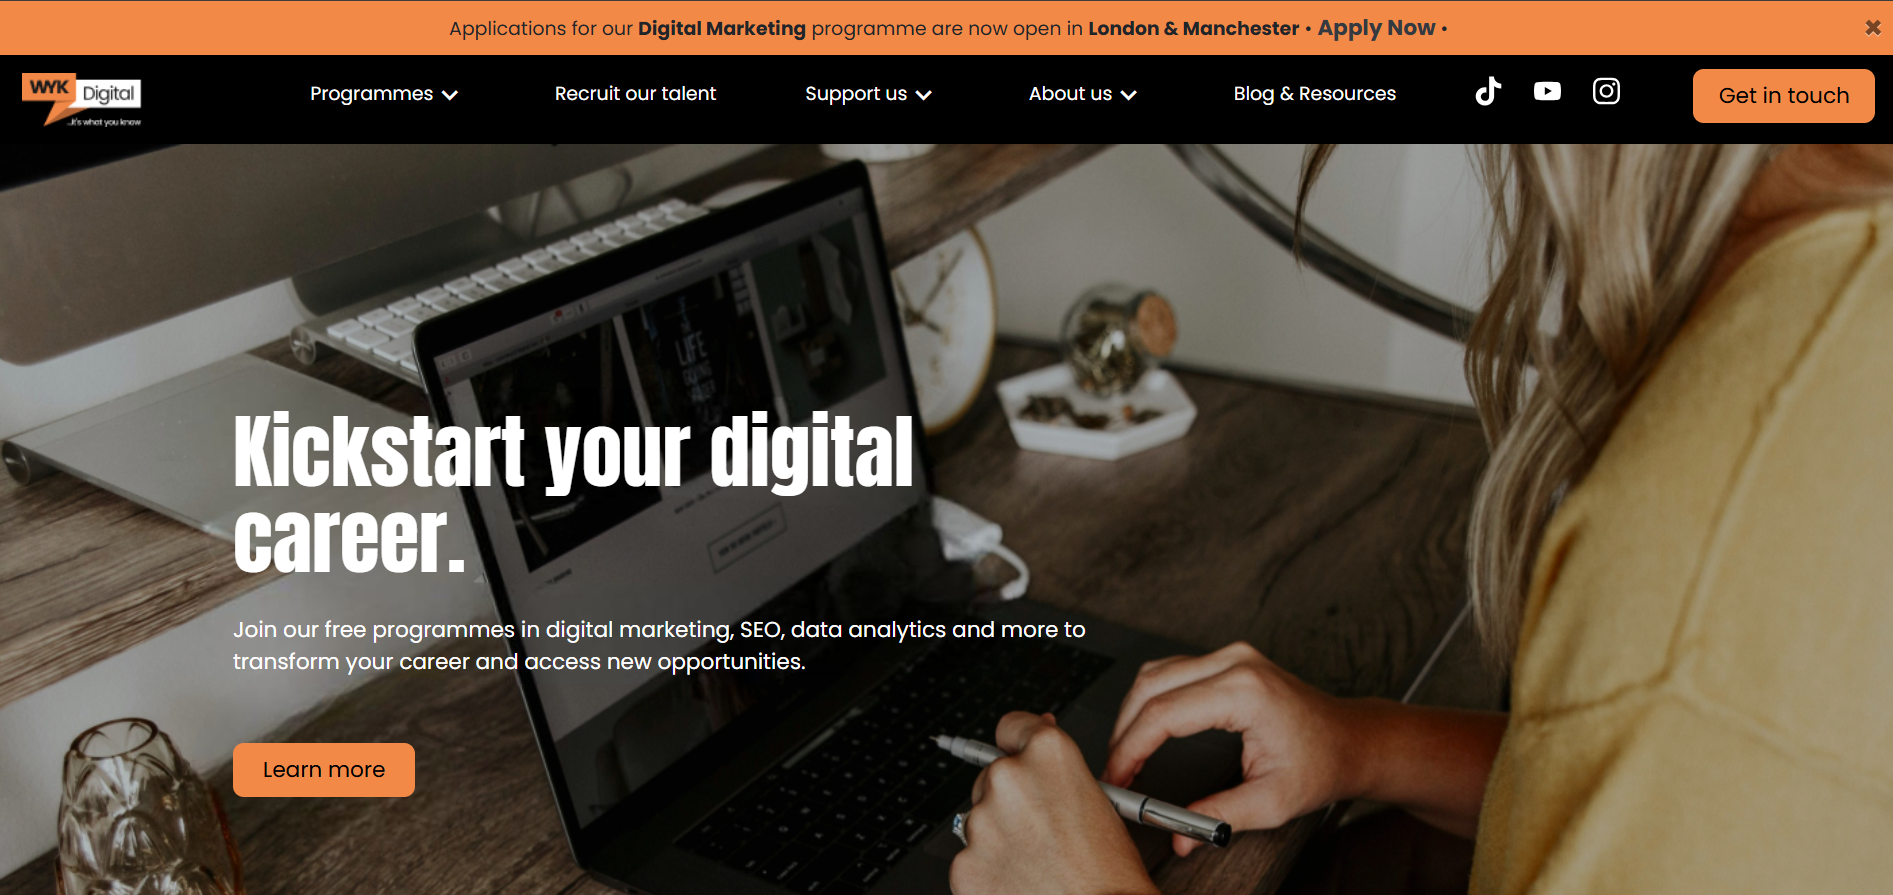 Applications for our Digital Marketing programme are now open in London & Manchester • Apply Now •
✖
WYK Digital
...it's what you know
Programmes
Recruit our talent
Support us
About us
Blog & Resources
Get in touch
LIFE
GIVING
Kickstart your digital
career.
Join our free programmes in digital marketing, SEO, data analytics and more to
transform your career and access new opportunities.
Learn more